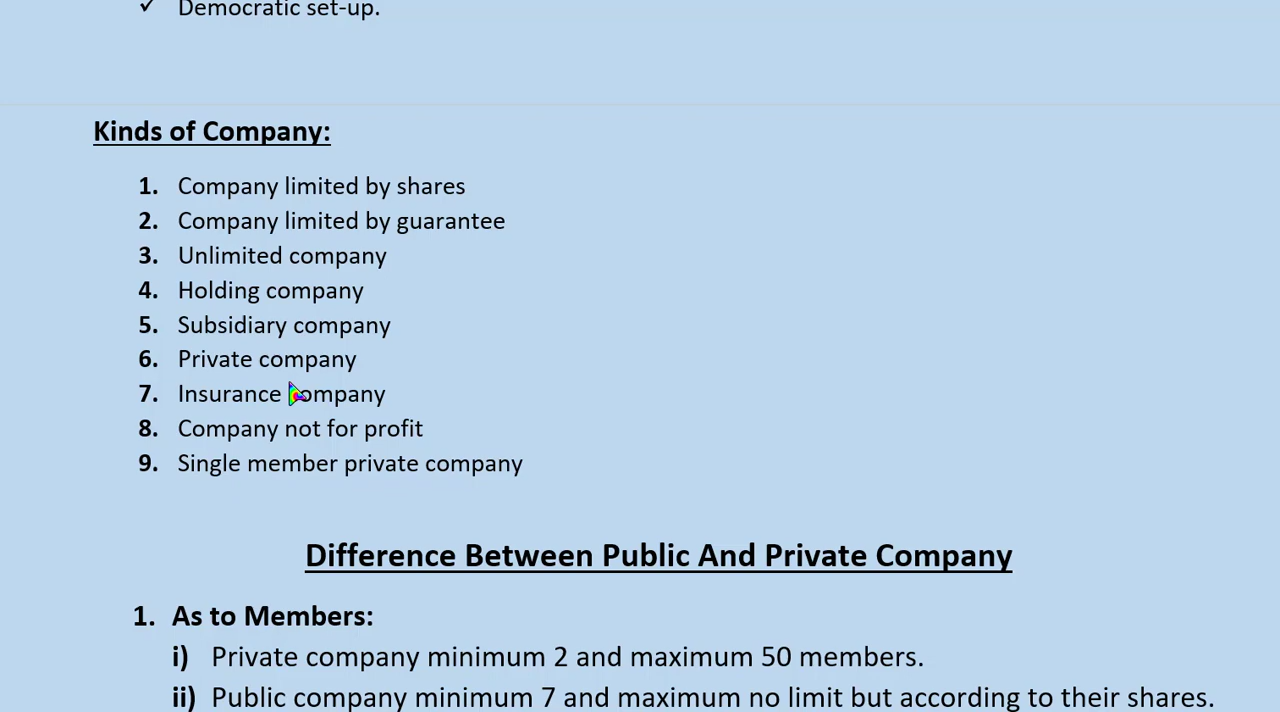 ✓ Democratic set-up.
Kinds of Company:
1. Company limited by shares
2. Company limited by guarantee
3. Unlimited company
4. Holding company
5. Subsidiary company
6. Private company
7. Insurance company
8. Company not for profit
9. Single member private company
Difference Between Public And Private Company
1. As to Members:
i) Private company minimum 2 and maximum 50 members.
ii) Public company minimum 7 and maximum no limit but according to their shares.